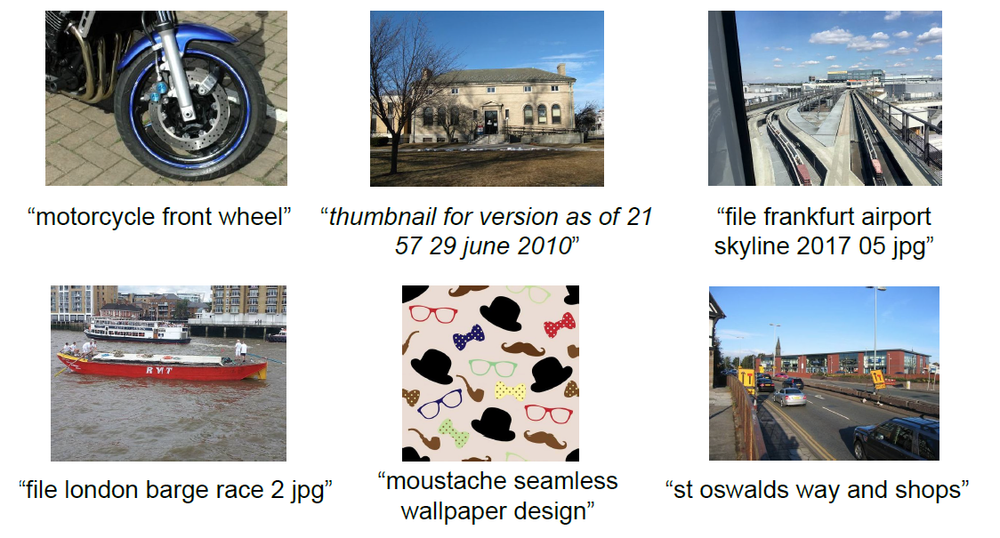 “motorcycle front wheel”
“thumbnail for version as of 21
57 29 june 2010”
“file frankfurt airport
skyline 2017 05 jpg”
RMT
“file london barge race 2 jpg”
“moustache seamless
wallpaper design”
“st oswalds way and shops”